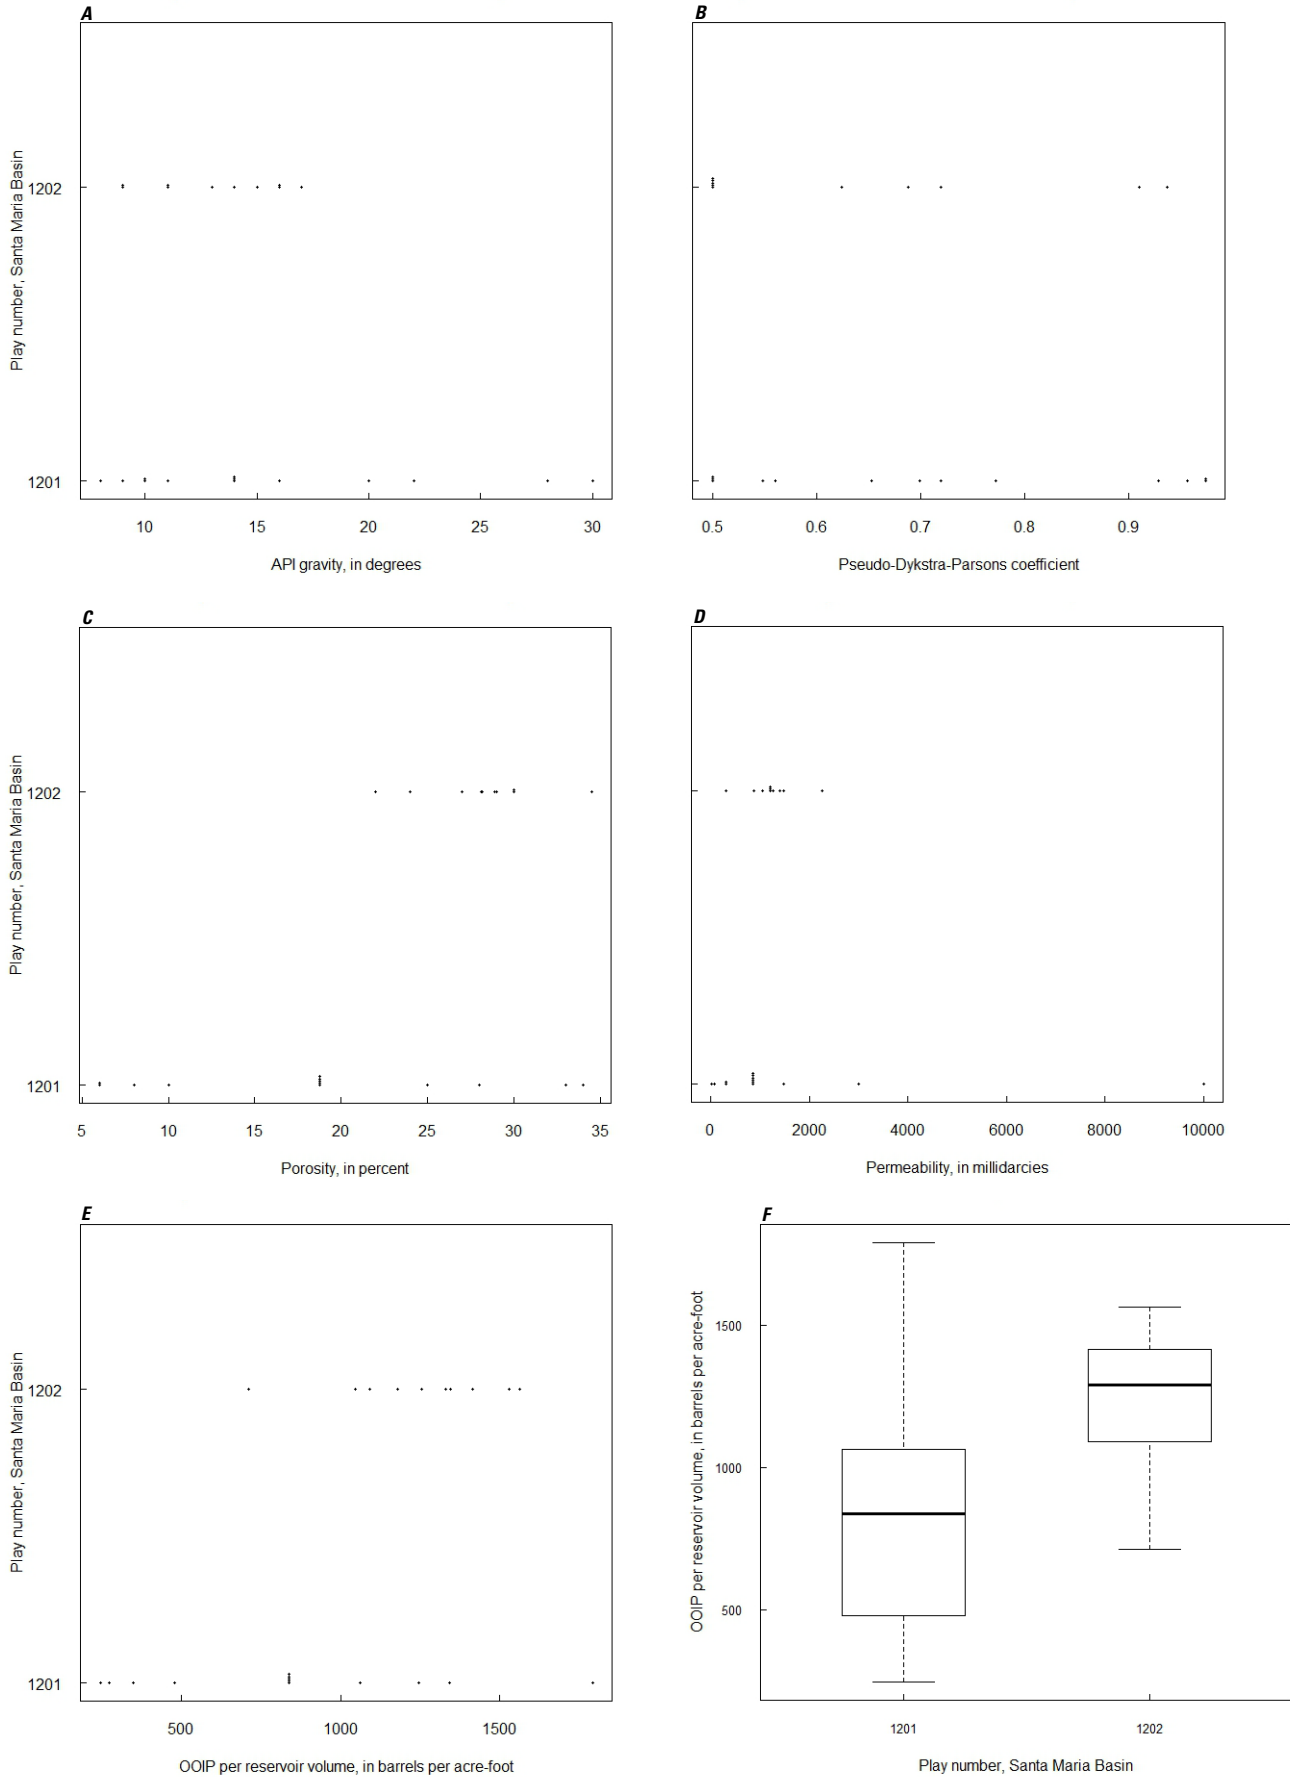 A
B
Play number, Santa Maria Basin
1202
1201
10 15 20 25 30
API gravity, in degrees
0.5 0.6 0.7 0.8 0.9
Pseudo-Dykstra-Parsons coefficient
C
D
Play number, Santa Maria Basin
1202
1201
5 10 15 20 25 30 35
Porosity, in percent
0 2000 4000 6000 8000 10000
Permeability, in millidarcies
E
F
Play number, Santa Maria Basin
1202
1201
500 1000 1500
OOIP per reservoir volume, in barrels per acre-foot
OOIP per reservoir volume, in barrels per acre-foot
1500
1000
500
1201 1202
Play number, Santa Maria Basin